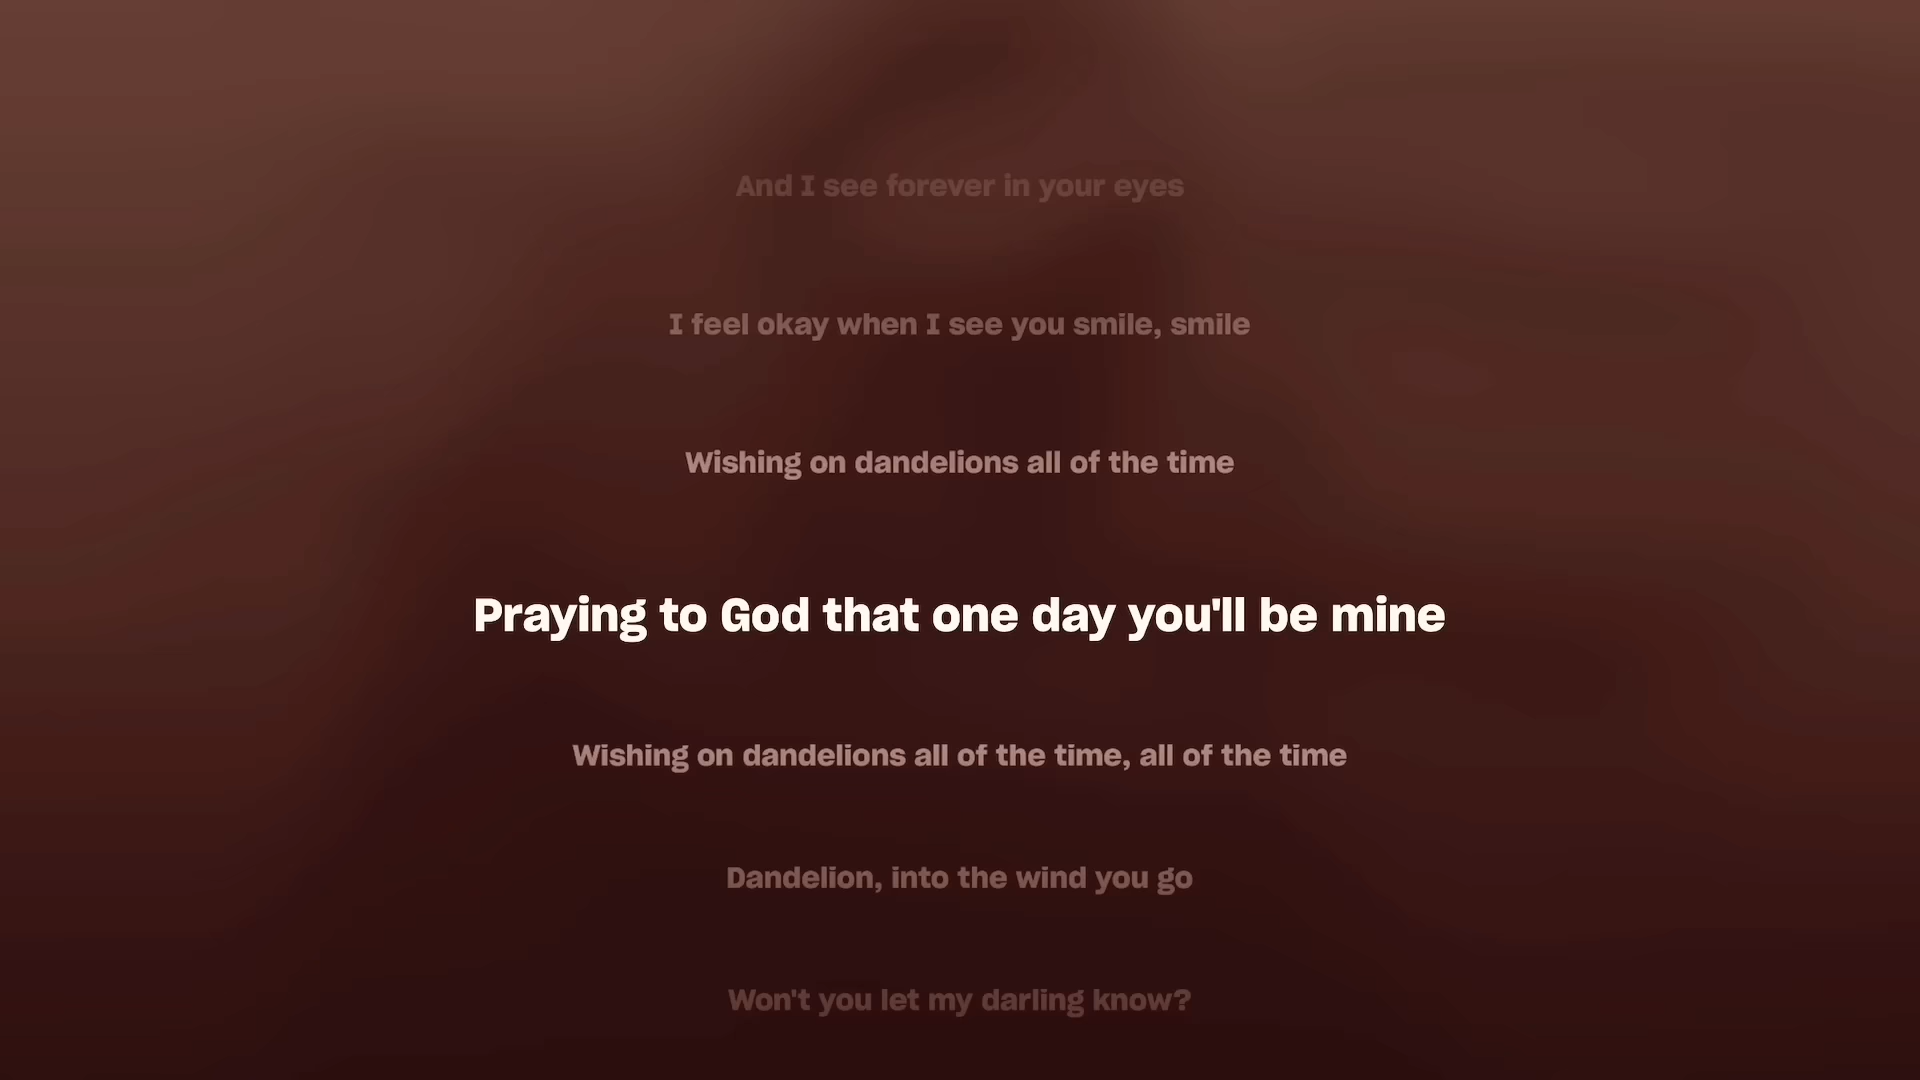 And I see forever in your eyes
I feel okay when I see you smile, smile
Wishing on dandelions all of the time
Praying to God that one day you'll be mine
Wishing on dandelions all of the time, all of the time
Dandelion, into the wind you go
Won't you let my darling know?